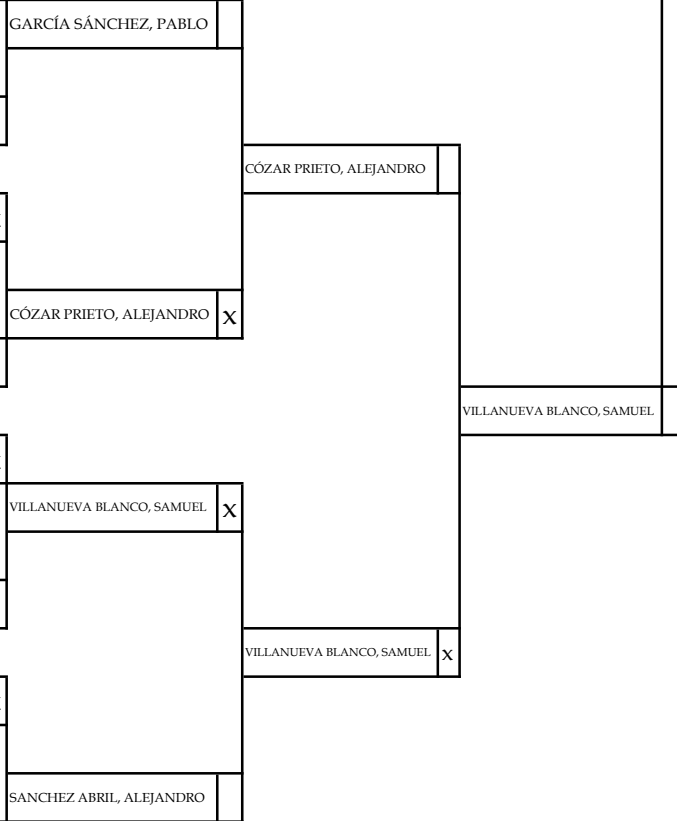 GARCÍA SÁNCHEZ, PABLO
CÓZAR PRIETO, ALEJANDRO
CÓZAR PRIETO, ALEJANDRO X
VILLANUEVA BLANCO, SAMUEL
VILLANUEVA BLANCO, SAMUEL X
VILLANUEVA BLANCO, SAMUEL X
SANCHEZ ABRIL, ALEJANDRO